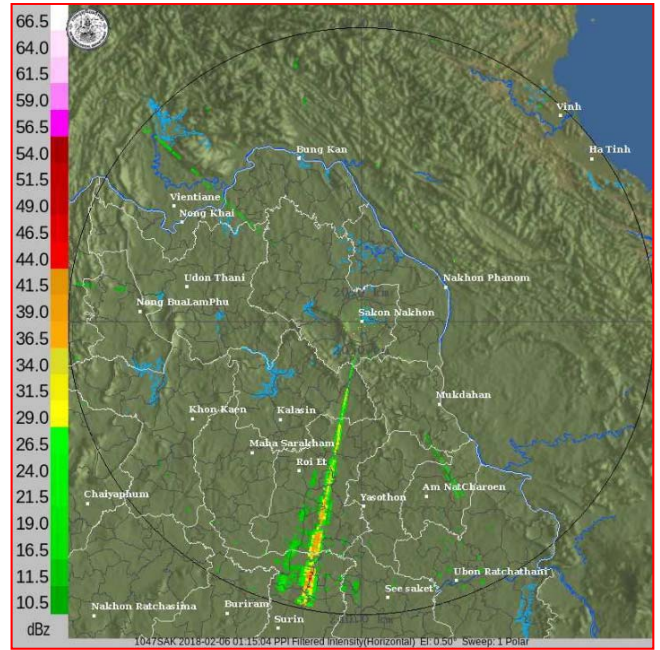 66.5
64.0
61.5
59.0
56.5
54.0
51.5
49.0
46.5
44.0
41.5
39.0
36.5
34.0
31.5
29.0
26.5
24.0
21.5
19.0
16.5
11.5
10.5
dBz
Vinh
Ha Tinh
Bung Kan
Vientiane
Nong Khai
Udon Thani
Nakhon Phanom
Nong BuaLamPhu
Sakon Nakhon
Mukdahan
Khon Kaen
Kalasin
Maha Sarakham
Roi Et
Chaiyaphum
Am NatCharoen
Yasothon
Ubon Ratchatham
See saket
Nakhon Ratchasima
Buriram
Surin
1047SAK 2018-02-06 01:15:04 PPI Filtered Intensity(Horizontal) El: 0.50° Sweep: 1 Polar